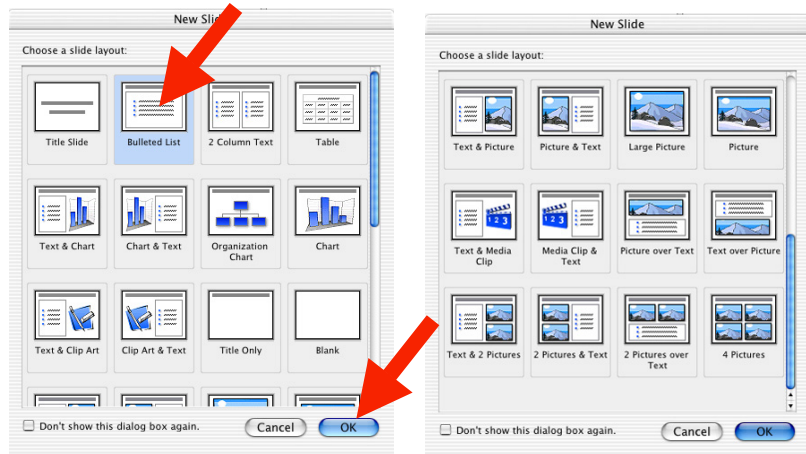 New Slide
Choose a slide layout:
Title Slide
Bulleted List
2 Column Text
Table
Text & Chart
Chart & Text
Organization
Chart
Chart
Text & Clip Art
Clip Art & Text
Title Only
Blank
Don't show this dialog box again.
Cancel
OK
New Slide
Choose a slide layout:
Text & Picture
Picture & Text
Large Picture
Picture
Text & Media
Clip
Media Clip &
Text
Picture over Text
Text over Picture
Text & 2 Pictures
2 Pictures & Text
2 Pictures over
Text
4 Pictures
Don't show this dialog box again.
Cancel
OK